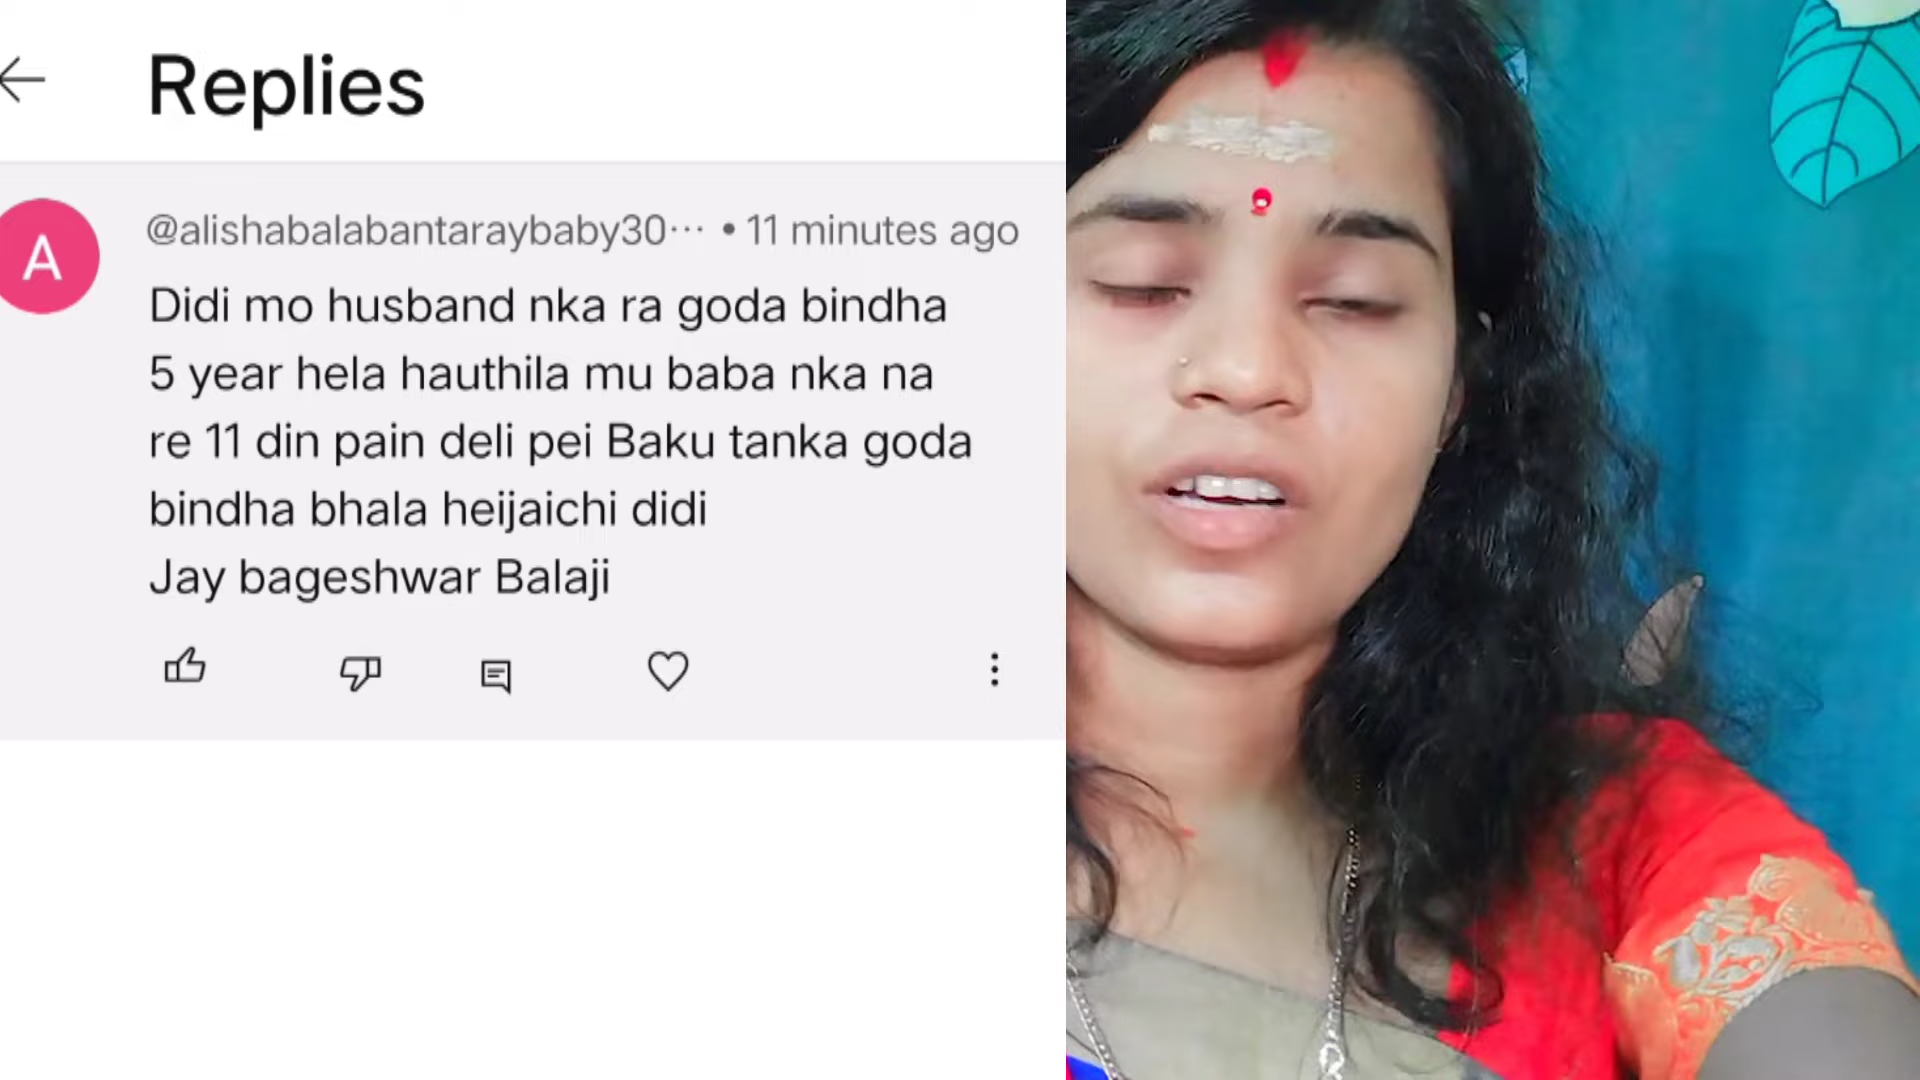 Replies
A
@alishabalabantaraybaby30... • 11 minutes ago
Didi mo husband nka ra goda bindha
5 year hela hauthila mu baba nka na
re 11 din pain deli pei Baku tanka goda
bindha bhala heijaichi didi
Jay bageshwar Balaji